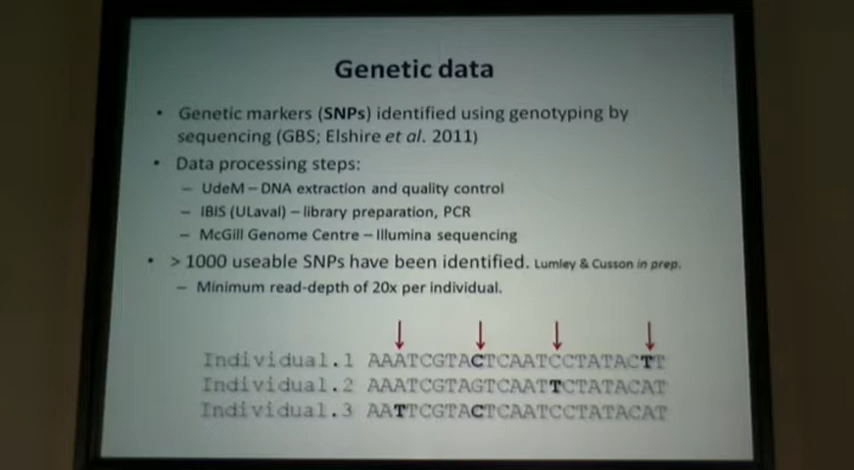 Genetic data
• Genetic markers (SNPs) identified using genotyping by
sequencing (GBS; Elshire et al. 2011)
• Data processing steps:
– UdeM – DNA extraction and quality control
– IBIS (ULaval) – library preparation, PCR
– McGill Genome Centre – Illumina sequencing
• > 1000 useable SNPs have been identified. Lumley & Cusson in prep.
– Minimum read-depth of 20x per individual.
Individual.1 AAATCGTACTCAATCCTATACTT
Individual.2 AAATCGTAGTCAATTCTATACAT
Individual.3 AATTCGTACTCAATCCTATACAT